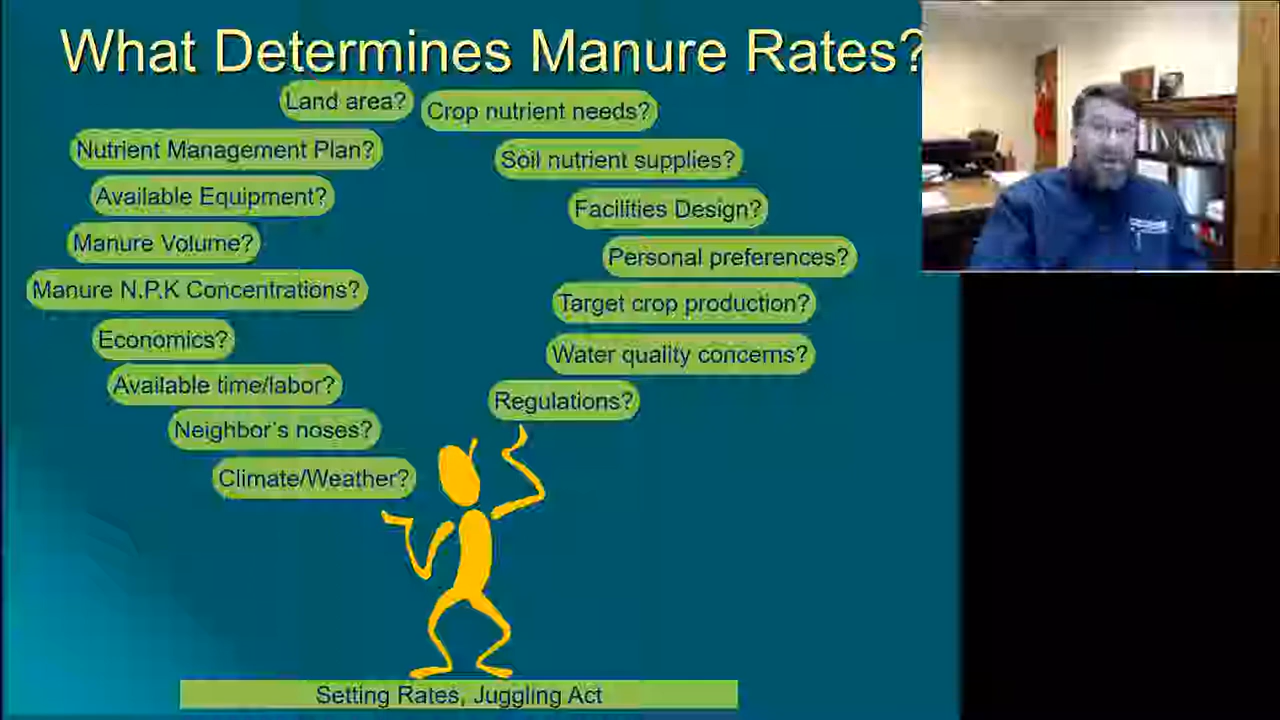 What Determines Manure Rates?
Land area?
Crop nutrient needs?
Nutrient Management Plan?
Soil nutrient supplies?
Available Equipment?
Facilities Design?
Manure Volume?
Personal preferences?
Manure N.P.K Concentrations?
Target crop production?
Economics?
Water quality concerns?
Available time/labor?
Regulations?
Neighbor's noses?
Climate/Weather?
Setting Rates, Juggling Act